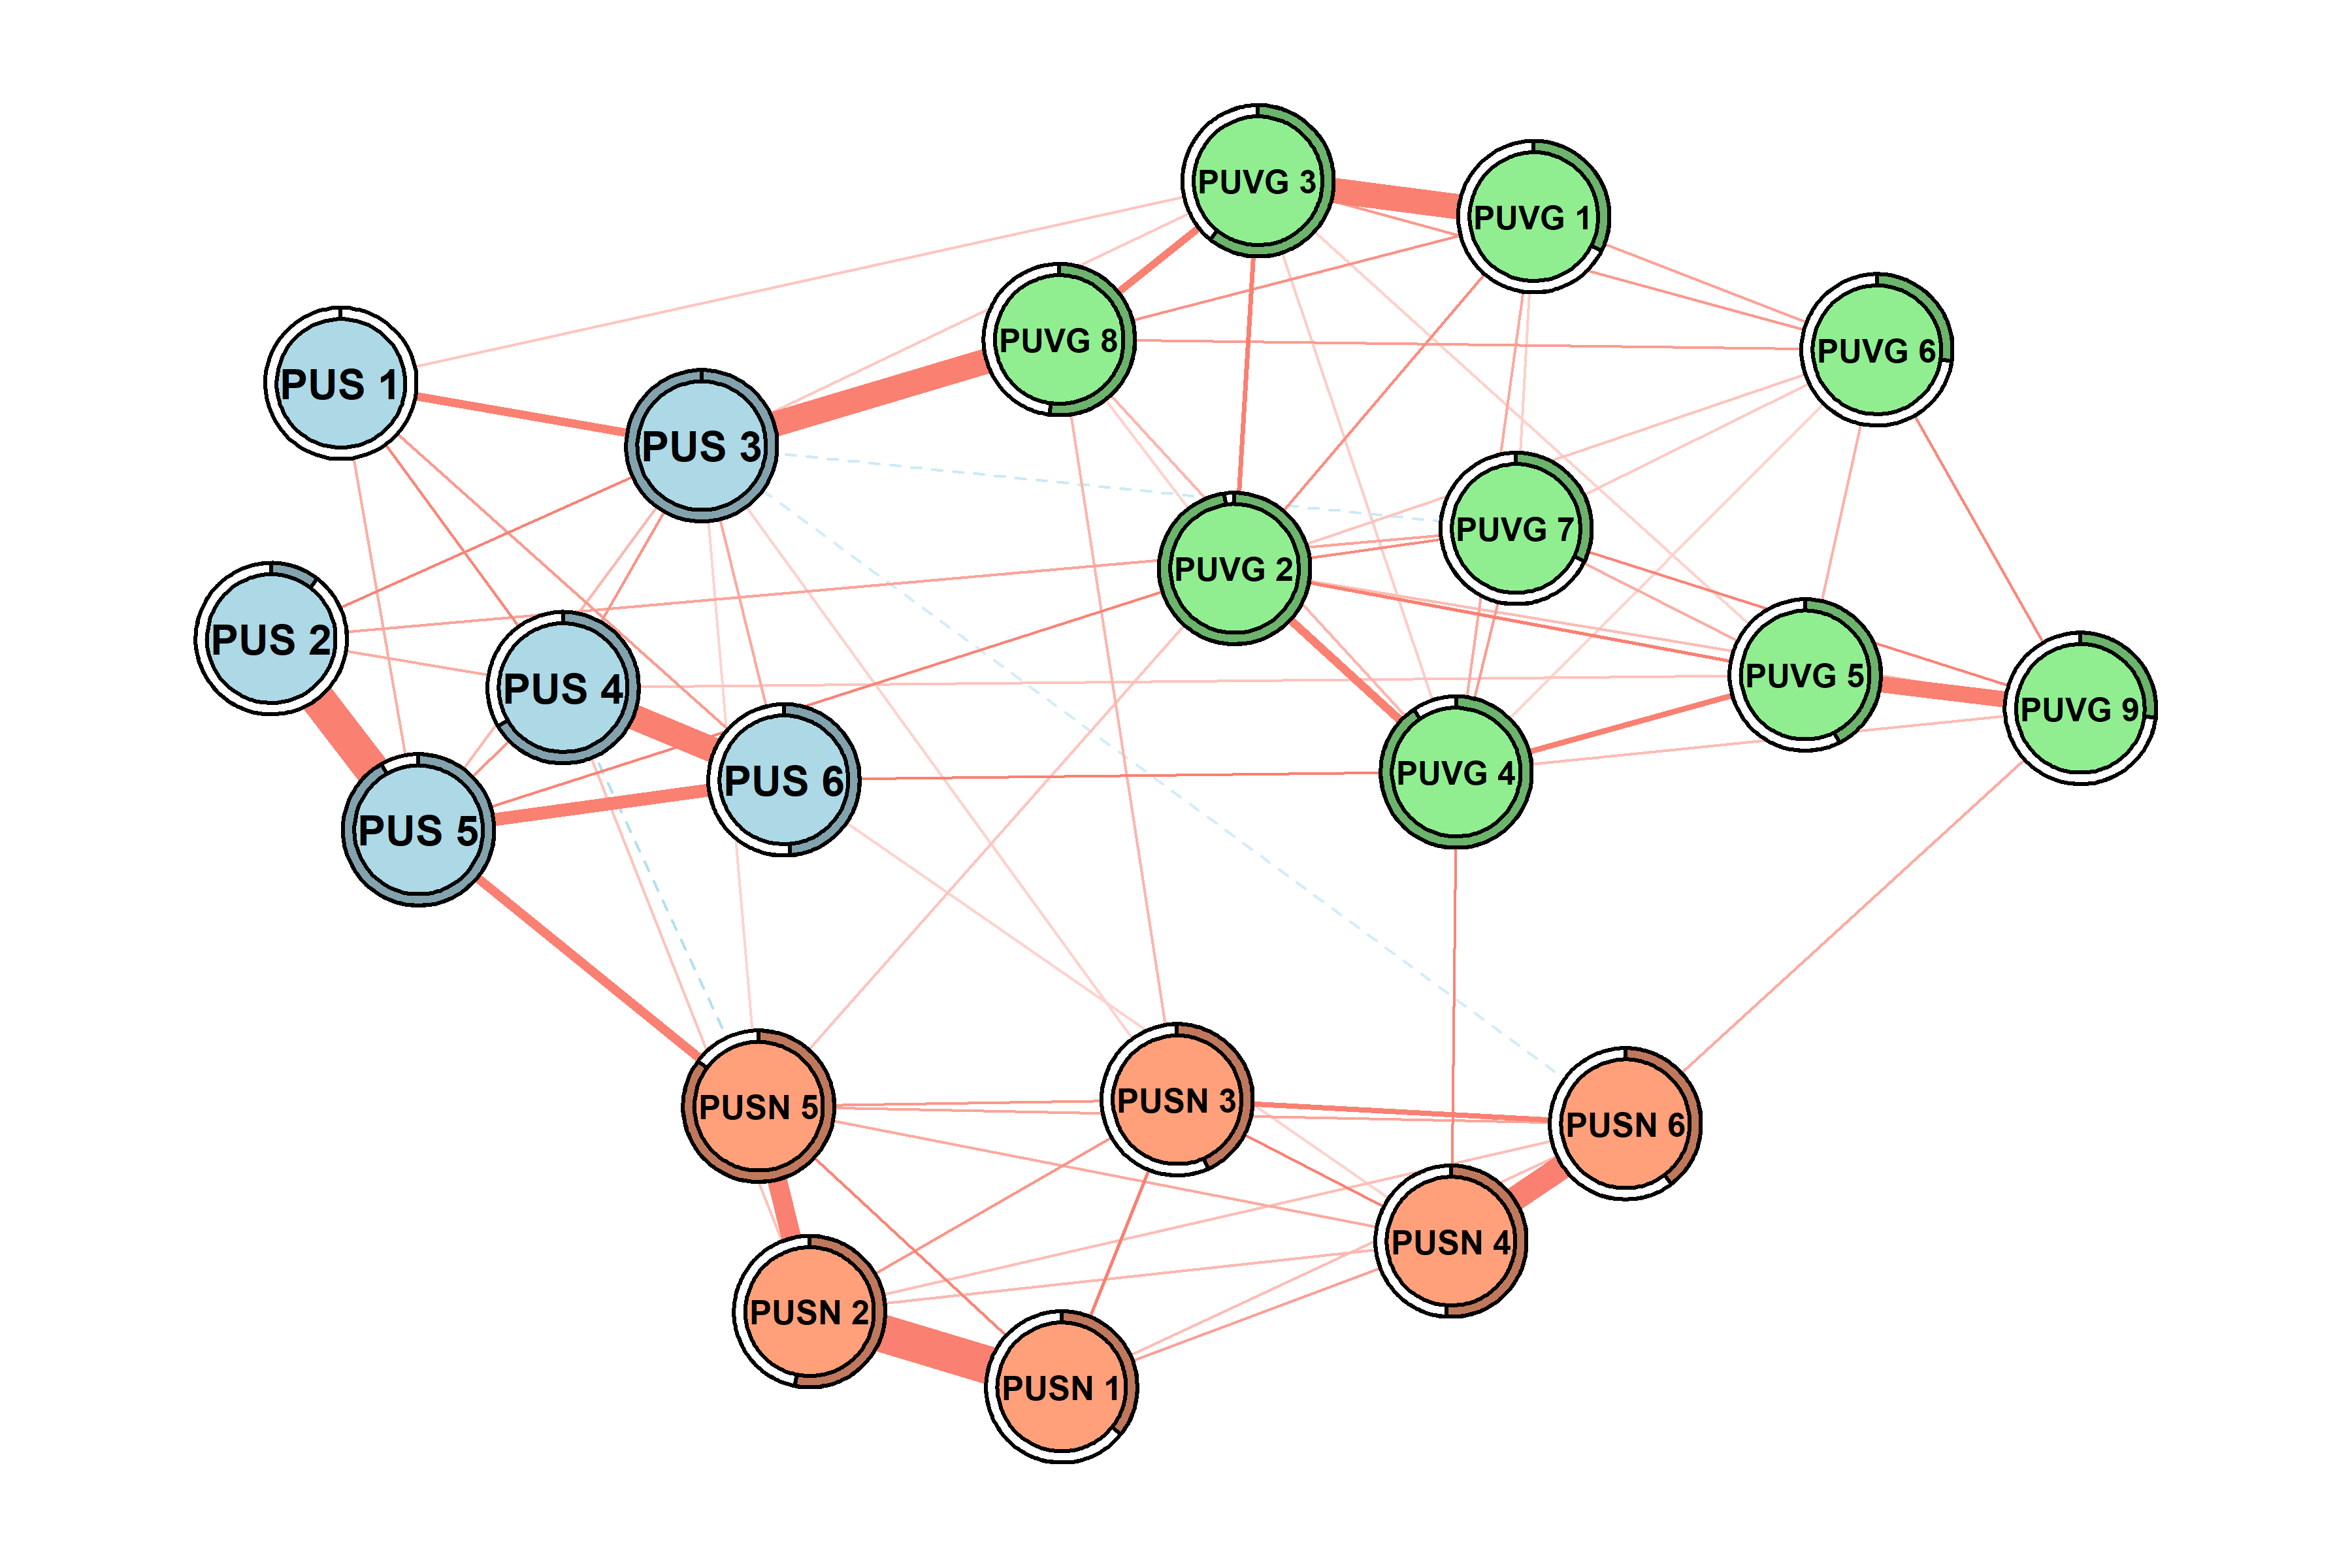 PUVG 3
PUVG 1
PUVG 8
PUVG 6
PUS 1
PUS 3
PUVG 7
PUVG 2
PUS 2
PUS 4
PUVG 5
PUVG 9
PUS 6
PUVG 4
PUS 5
PUSN 5
PUSN 3
PUSN 6
PUSN 4
PUSN 2
PUSN 1